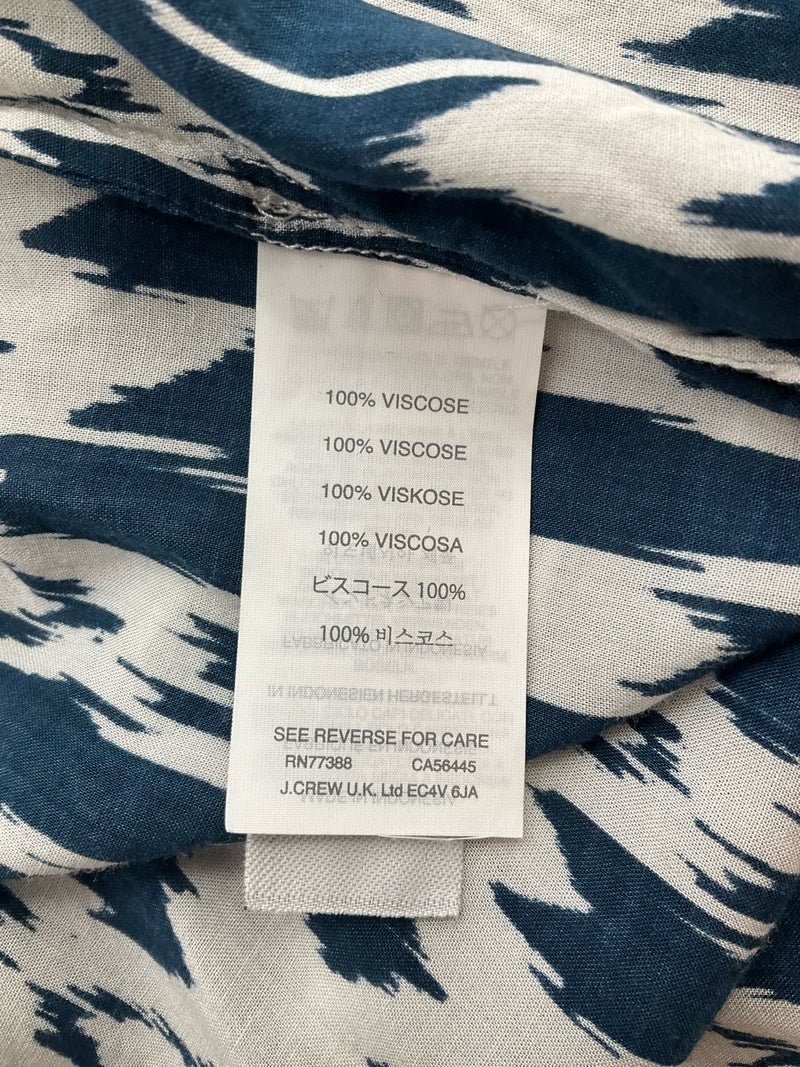 100% VISCOSE
100% VISCOSE
100% VISKOSE
100% VISCOSA
ビスコース 100%
100% 비스코스
SEE REVERSE FOR CARE
RN77388 CA56445
J.CREW U.K. Ltd EC4V 6JA